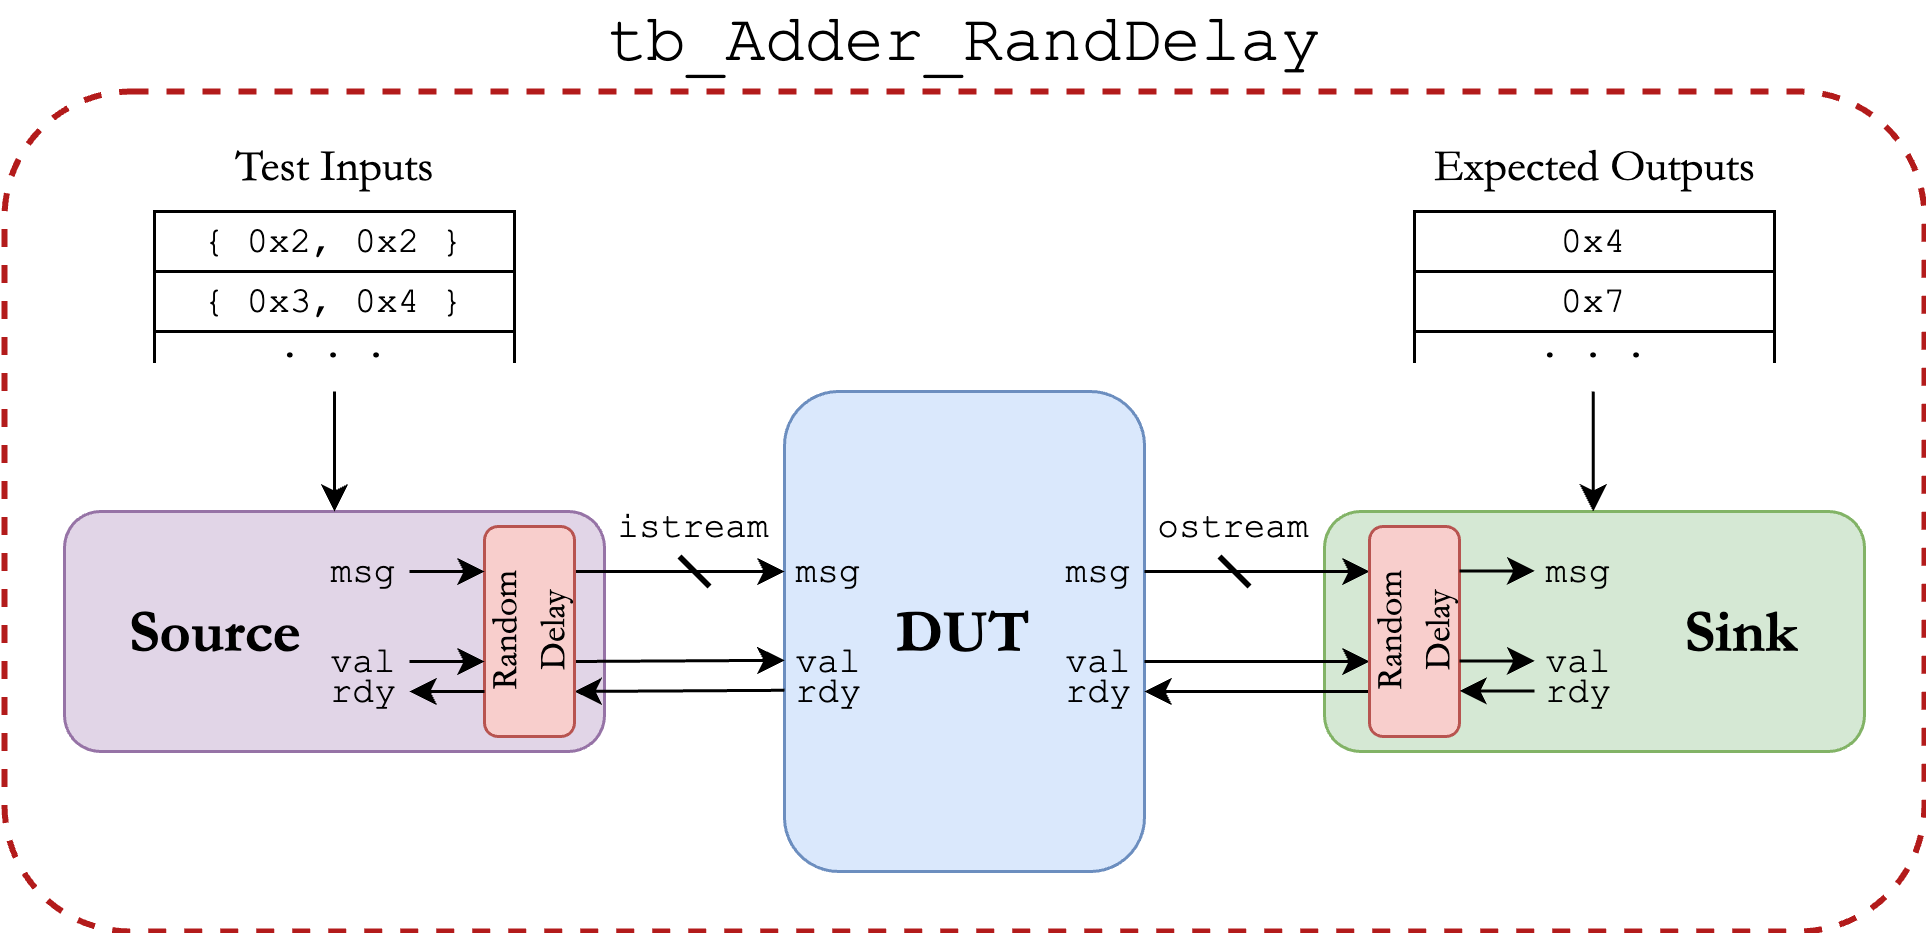 tb_Adder_RandDelay
Test Inputs
{ 0x2, 0x2 }
{ 0x3, 0x4 }
. . .
Expected Outputs
0x4
0x7
. . .
Source
msg
val
rdy
Random
Delay
istream
msg
val
rdy
DUT
msg
val
rdy
ostream
Random
Delay
msg
val
rdy
Sink